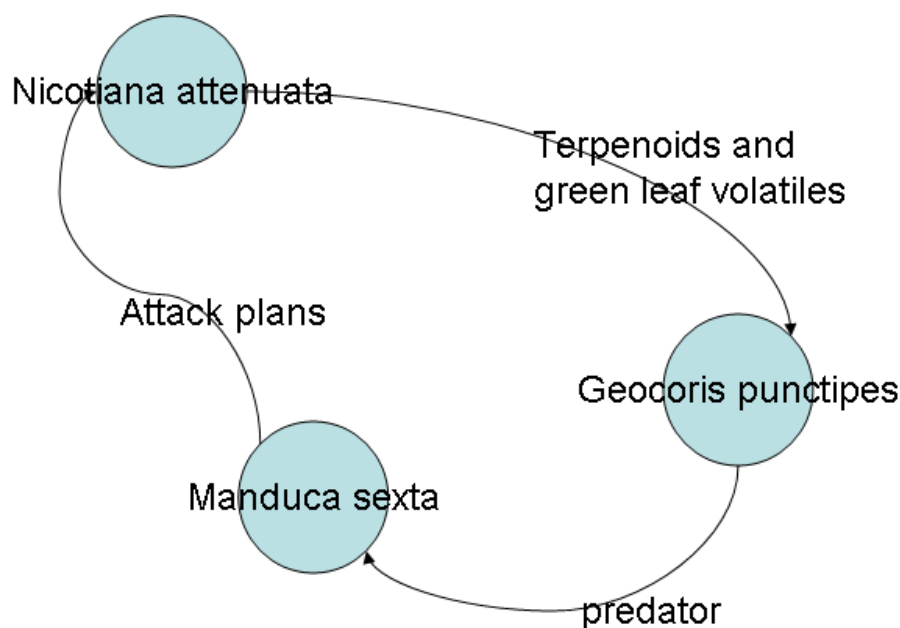 Nicotiana attenuata
Terpenoids and
green leaf volatiles
Attack plans
Geocoris punctipes
Manduca sexta
predator